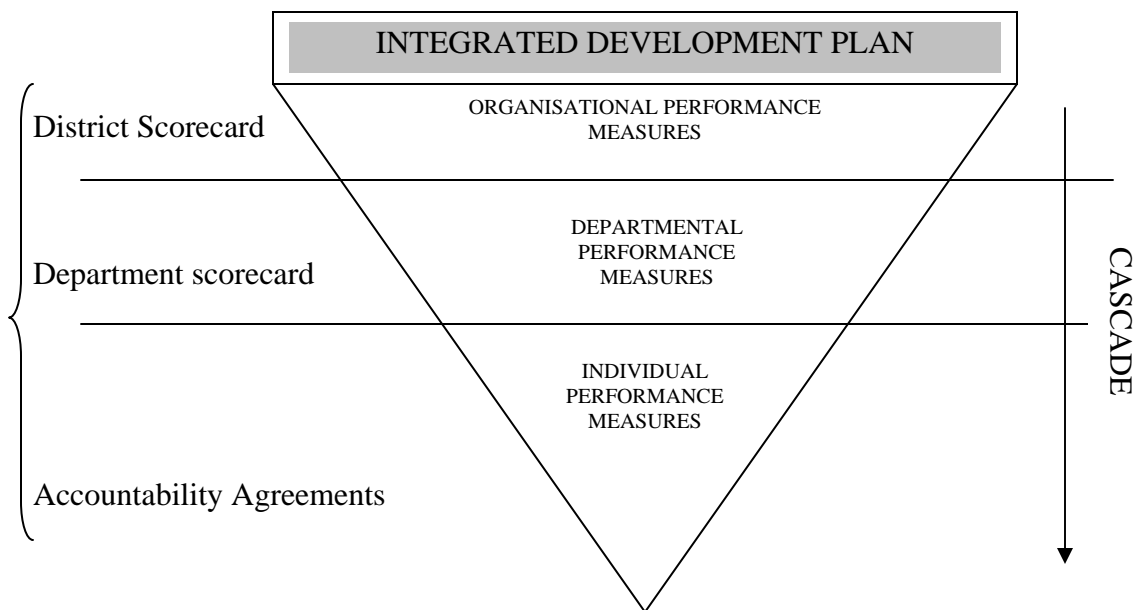 INTEGRATED DEVELOPMENT PLAN
District Scorecard
ORGANISATIONAL PERFORMANCE
MEASURES
Department scorecard
DEPARTMENTAL
PERFORMANCE
MEASURES
CASCADE
INDIVIDUAL
PERFORMANCE
MEASURES
Accountability Agreements